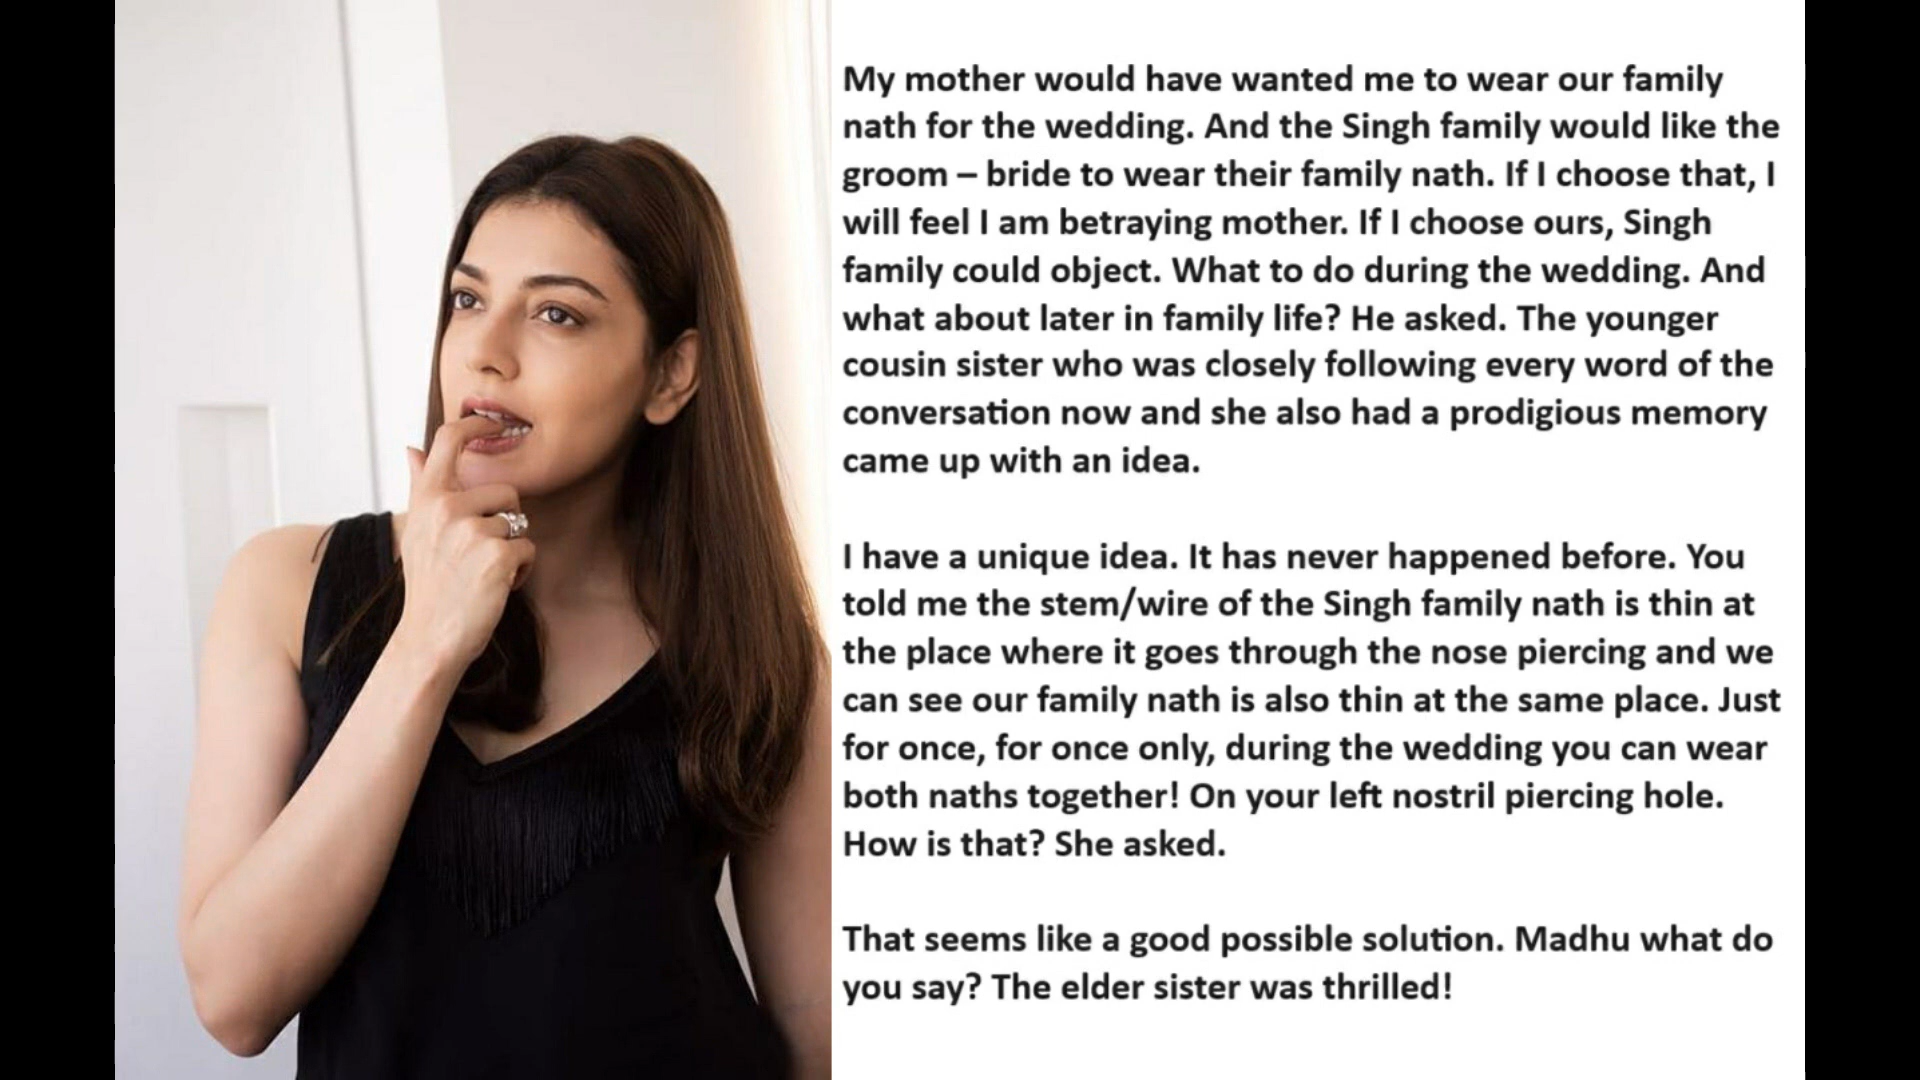 My mother would have wanted me to wear our family
nath for the wedding. And the Singh family would like the
groom – bride to wear their family nath. If I choose that, I
will feel I am betraying mother. If I choose ours, Singh
family could object. What to do during the wedding. And
what about later in family life? He asked. The younger
cousin sister who was closely following every word of the
conversation now and she also had a prodigious memory
came up with an idea.
I have a unique idea. It has never happened before. You
told me the stem/wire of the Singh family nath is thin at
the place where it goes through the nose piercing and we
can see our family nath is also thin at the same place. Just
for once, for once only, during the wedding you can wear
both naths together! On your left nostril piercing hole.
How is that? She asked.
That seems like a good possible solution. Madhu what do
you say? The elder sister was thrilled!